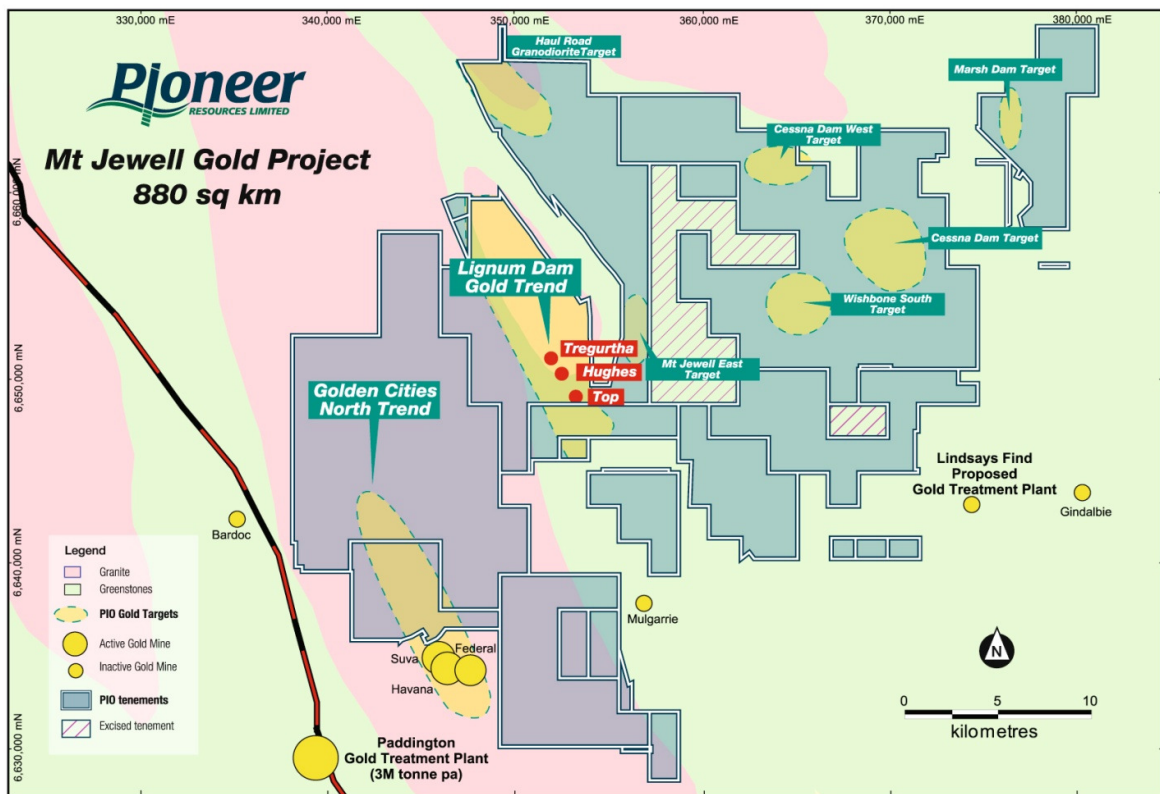 330,000 mE
340,000 mE
350,000 mE
360,000 mE
370,000 mE
380,000 mE
Pioneer
RESOURCES LIMITED
Mt Jewell Gold Project
880 sq km
Haul Road
GranodioriteTarget
Marsh Dam Target
Cessna Dam West
Target
Cessna Dam Target
Wishbone South
Target
Lignum Dam
Gold Trend
Tregurtha
Hughes
Top
Mt Jewell East
Target
Golden Cities
North Trend
6,660,000 mN
6,650,000 mN
6,640,000 mN
6,630,000 mN
Lindsays Find
Proposed
Gold Treatment Plant
Gindalbie
Bardoc
Mulgarrie
Suva
Federal
Havana
Paddington
Gold Treatment Plant
(3M tonne pa)
Legend
Granite
Greenstones
PIO Gold Targets
Active Gold Mine
Inactive Gold Mine
PIO tenements
Excised tenement
N
0
5
10
kilometres